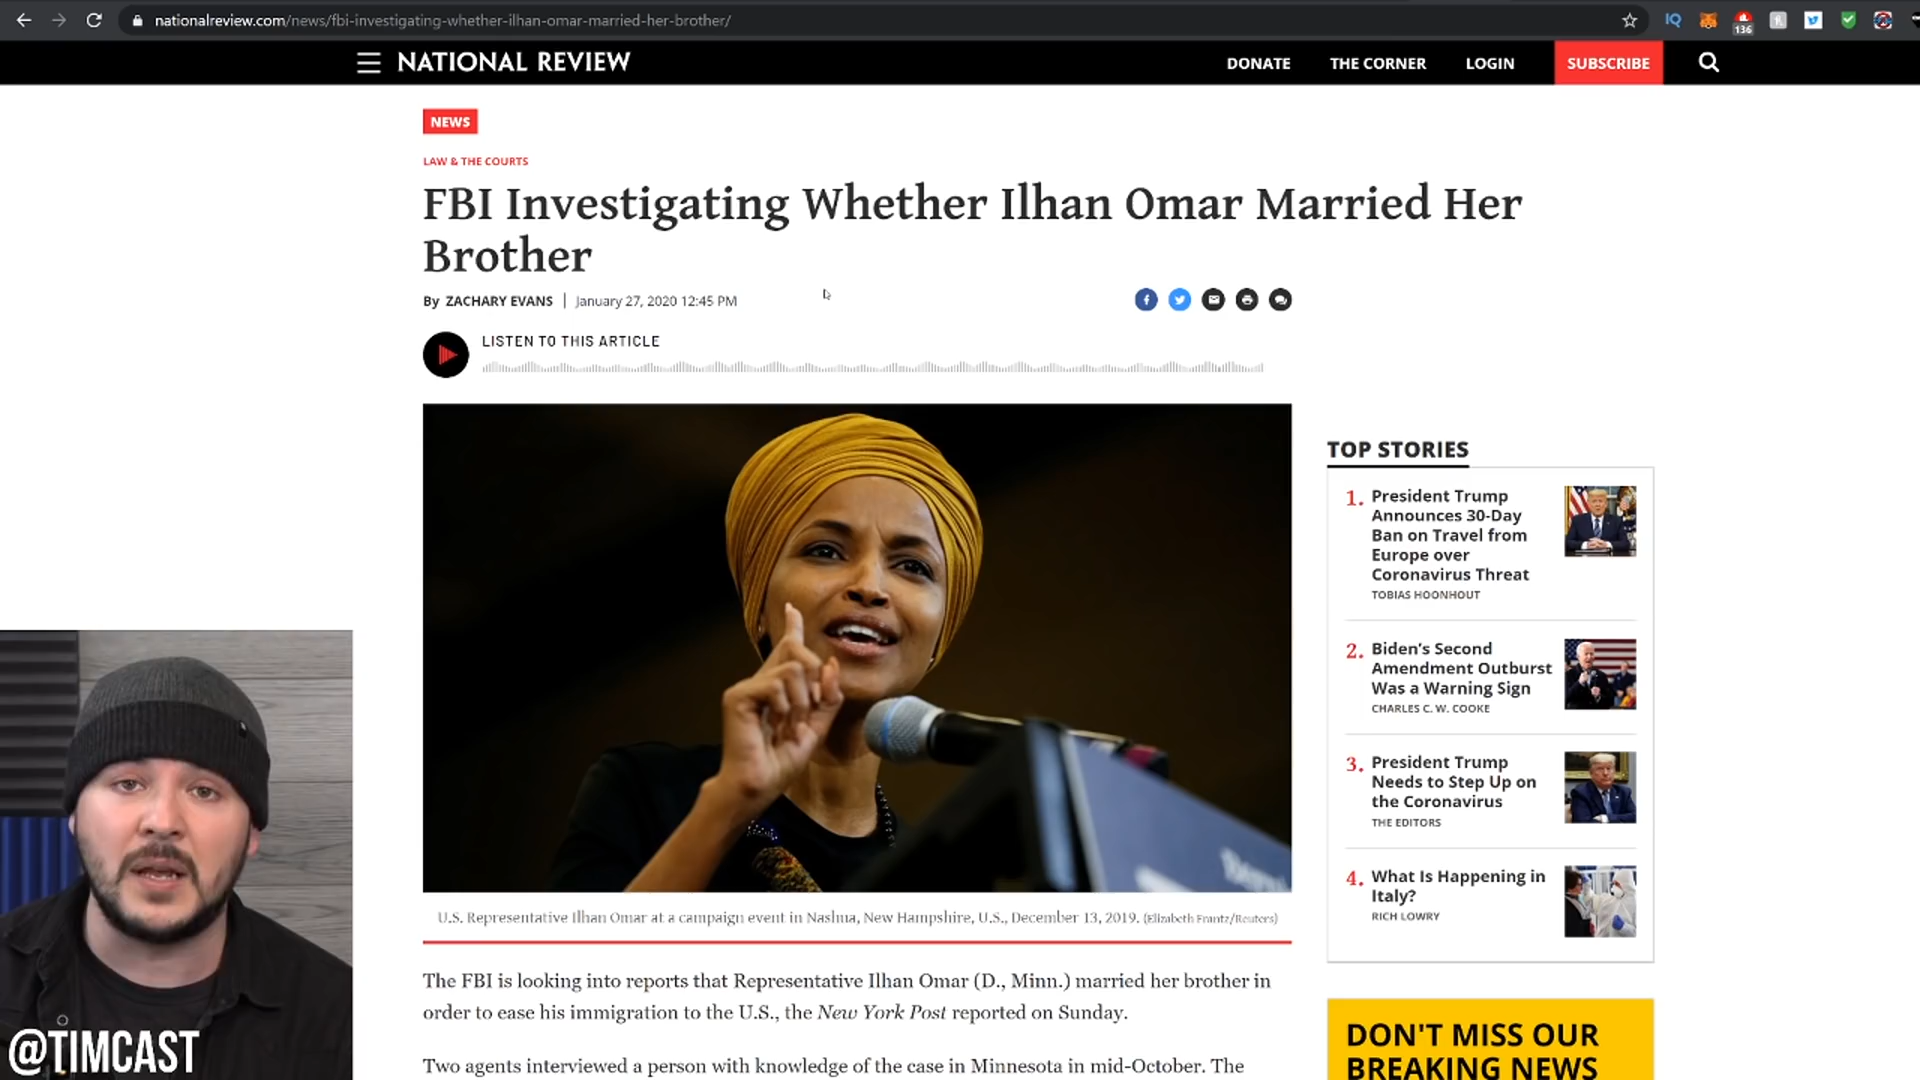 nationalreview.com/news/fbi-investigating-whether-ilhan-omar-married-her-brother/
IQ
136
NATIONAL REVIEW
DONATE
THE CORNER
LOGIN
SUBSCRIBE
NEWS
LAW & THE COURTS
FBI Investigating Whether Ilhan Omar Married Her
Brother
By ZACHARY EVANS | January 27, 2020 12:45 PM
LISTEN TO THIS ARTICLE
U.S. Representative Ilhan Omar at a campaign event in Nashua, New Hampshire, U.S., December 13, 2019. (Elizabeth Frantz/Reuters)
The FBI is looking into reports that Representative Ilhan Omar (D., Minn.) married her brother in
order to ease his immigration to the U.S., the New York Post reported on Sunday.
Two agents interviewed a person with knowledge of the case in Minnesota in mid-October. The
TOP STORIES
1. President Trump
Announces 30-Day
Ban on Travel from
Europe over
Coronavirus Threat
TOBIAS HOONHOUT
2. Biden's Second
Amendment Outburst
Was a Warning Sign
CHARLES C. W. COOKE
3. President Trump
Needs to Step Up on
the Coronavirus
THE EDITORS
4. What Is Happening in
Italy?
RICH LOWRY
DON'T MISS OUR
BREAKING NEWS
@TIMCAST